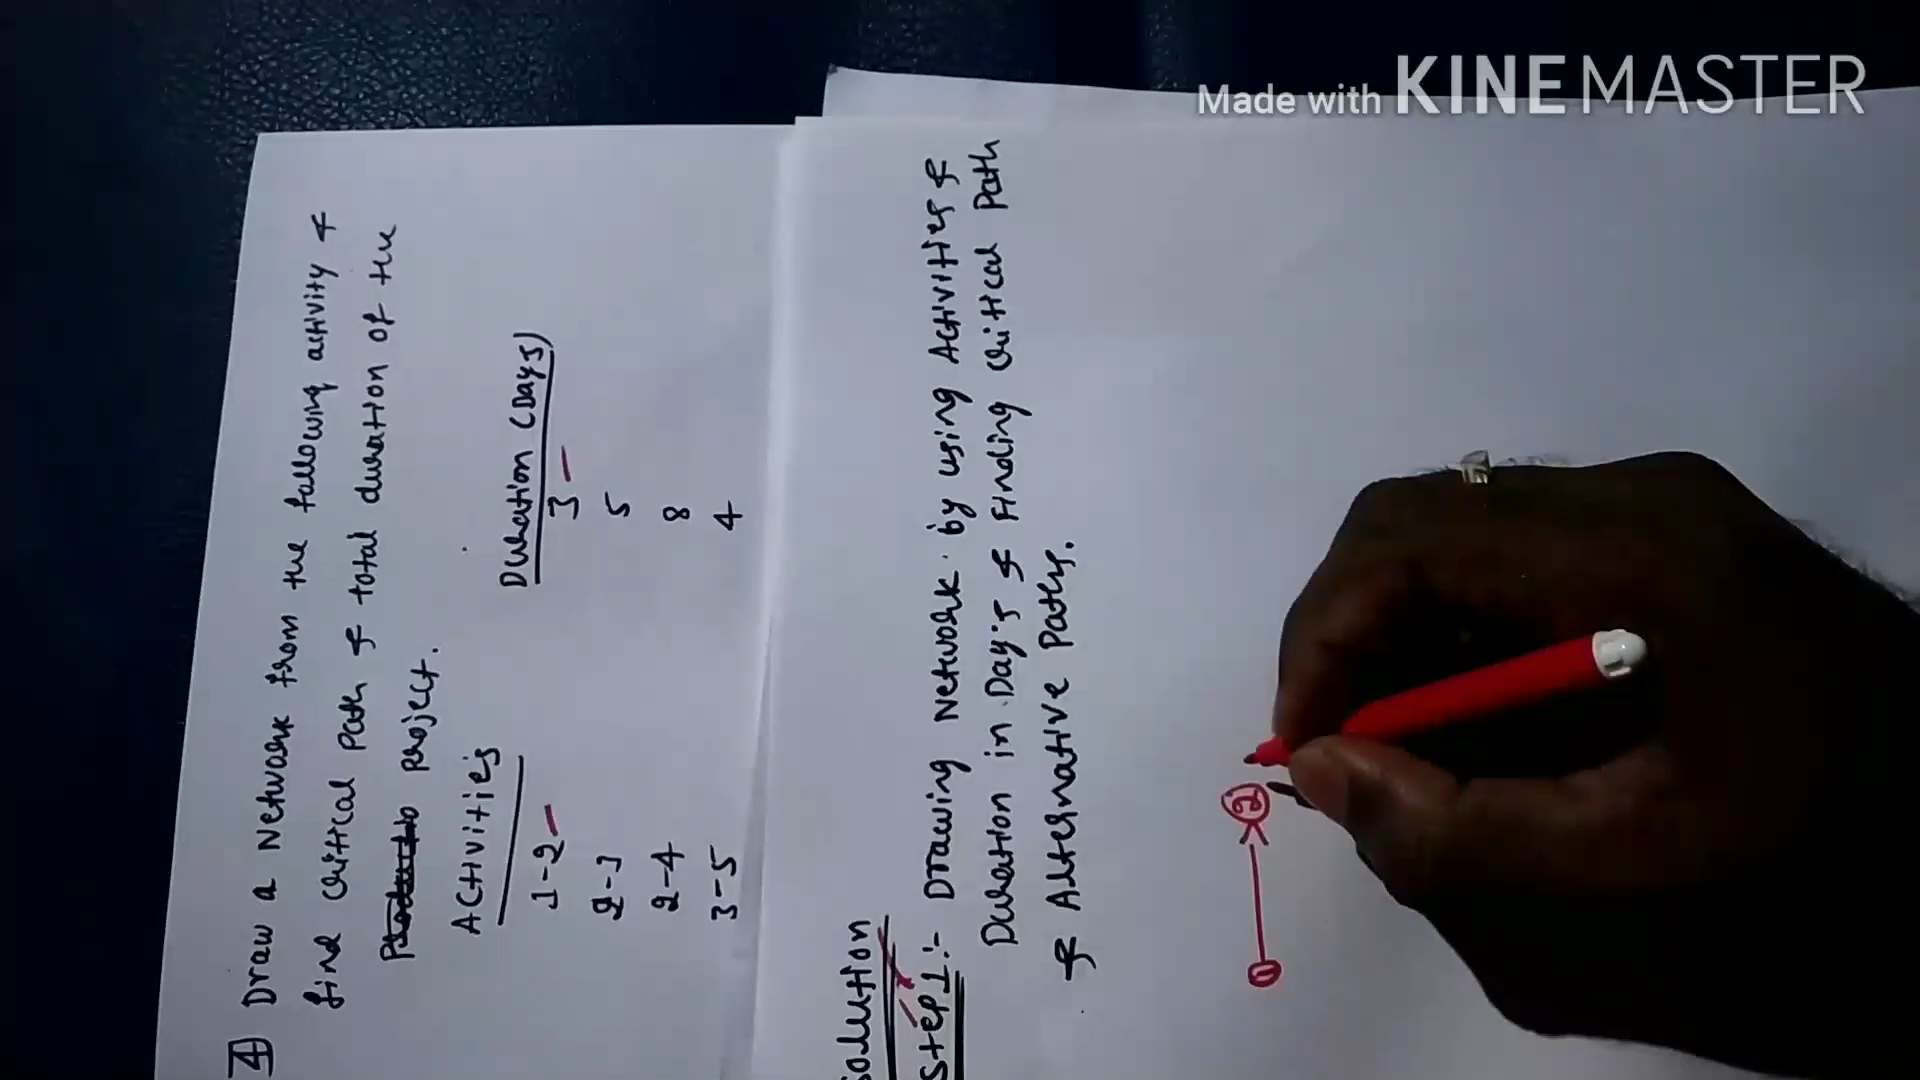 Made with KINEMASTER
4 Draw a Network from the following activity &
find critical path & total duration of the
project.
Activities Duration (Days)
1-2 3
2-3 5
2-4 8
3-5 4
Solution
Step 1:- Drawing Network by using Activities &
Duration in Days & Finding critical Path
& Alternative Paths.
1 2